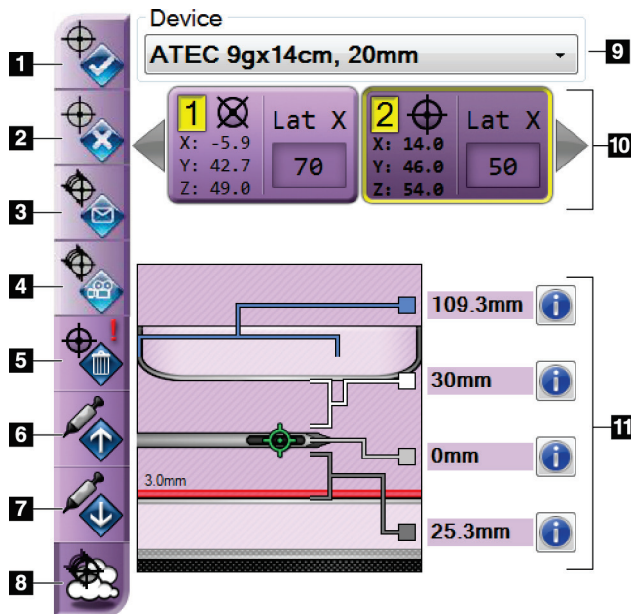 Device
ATEC 9gx14cm, 20mm
9
1
2
3
4
5
!
6
7
8
1
X: -5.9
Y: 42.7
Z: 49.0
Lat X
70
2
X: 14.0
Y: 46.0
Z: 54.0
Lat X
50
10
109.3mm
i
30mm
i
0mm
i
3.0mm
25.3mm
i
11